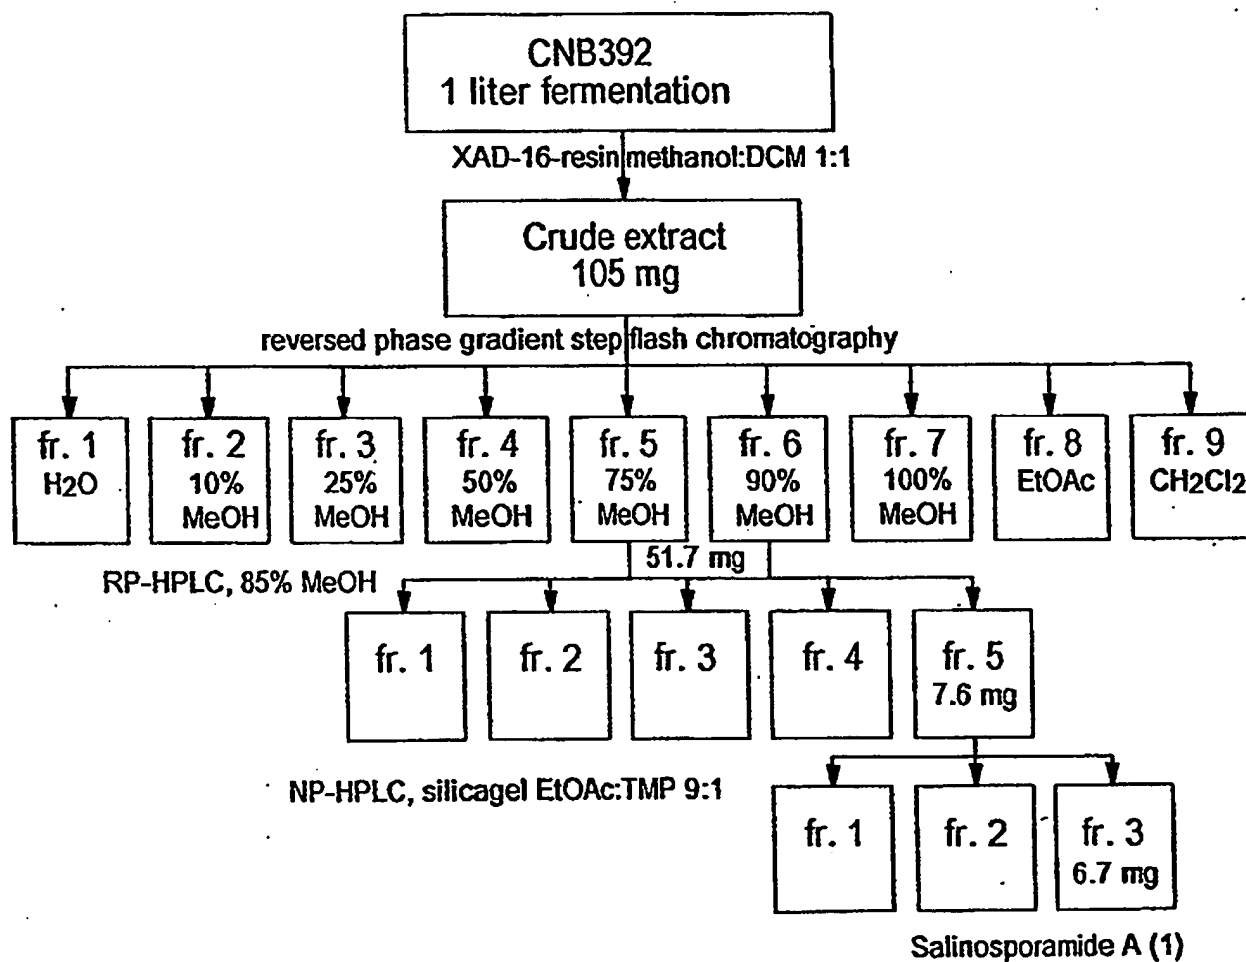 CNB392
1 liter fermentation
XAD-16-resin methanol:DCM 1:1
Crude extract
105 mg
reversed phase gradient step flash chromatography
fr. 1
H2O
fr. 2
10%
MeOH
fr. 3
25%
MeOH
fr. 4
50%
MeOH
fr. 5
75%
MeOH
fr. 6
90%
MeOH
fr. 7
100%
MeOH
fr. 8
EtOAc
fr. 9
CH2Cl2
51.7 mg
RP-HPLC, 85% MeOH
fr. 1
fr. 2
fr. 3
fr. 4
fr. 5
7.6 mg
NP-HPLC, silicagel EtOAc:TMP 9:1
fr. 1
fr. 2
fr. 3
6.7 mg
Salinosporamide A (1)